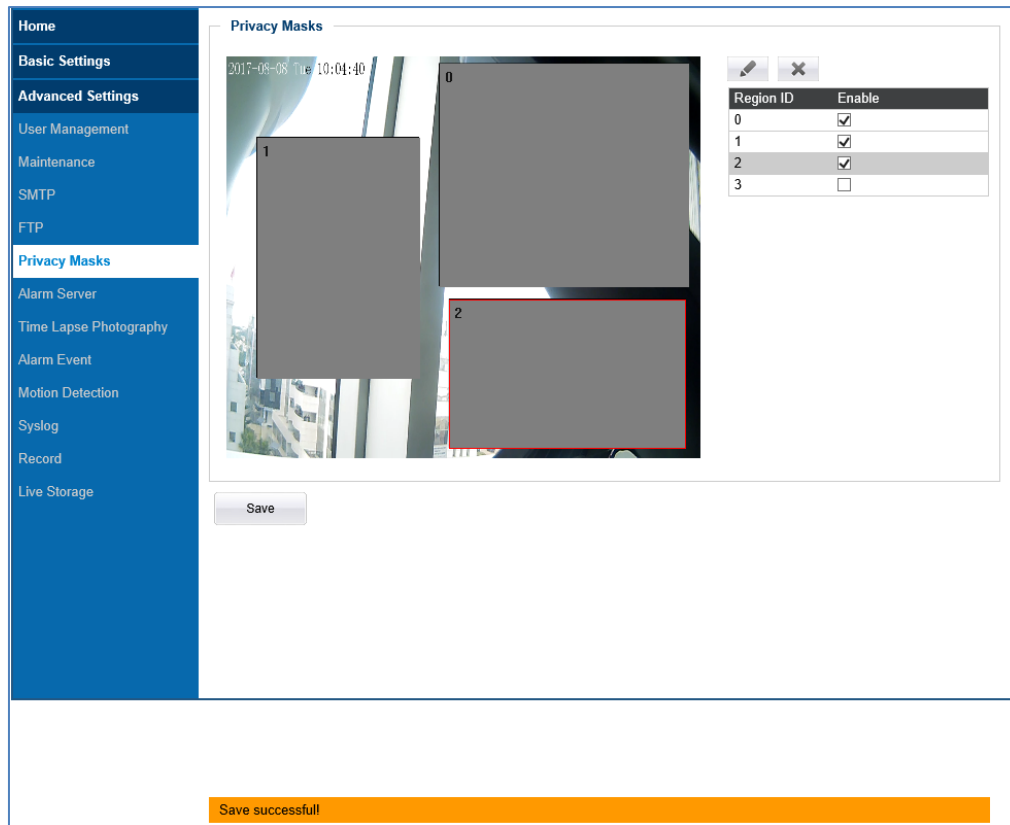 Home
Basic Settings
Advanced Settings
User Management
Maintenance
SMTP
FTP
Privacy Masks
Alarm Server
Time Lapse Photography
Alarm Event
Motion Detection
Syslog
Record
Live Storage
Privacy Masks
2017-08-08 Tue 10:04:40
0
1
2
Region ID Enable
0
1
2
3
Save
Save successful!